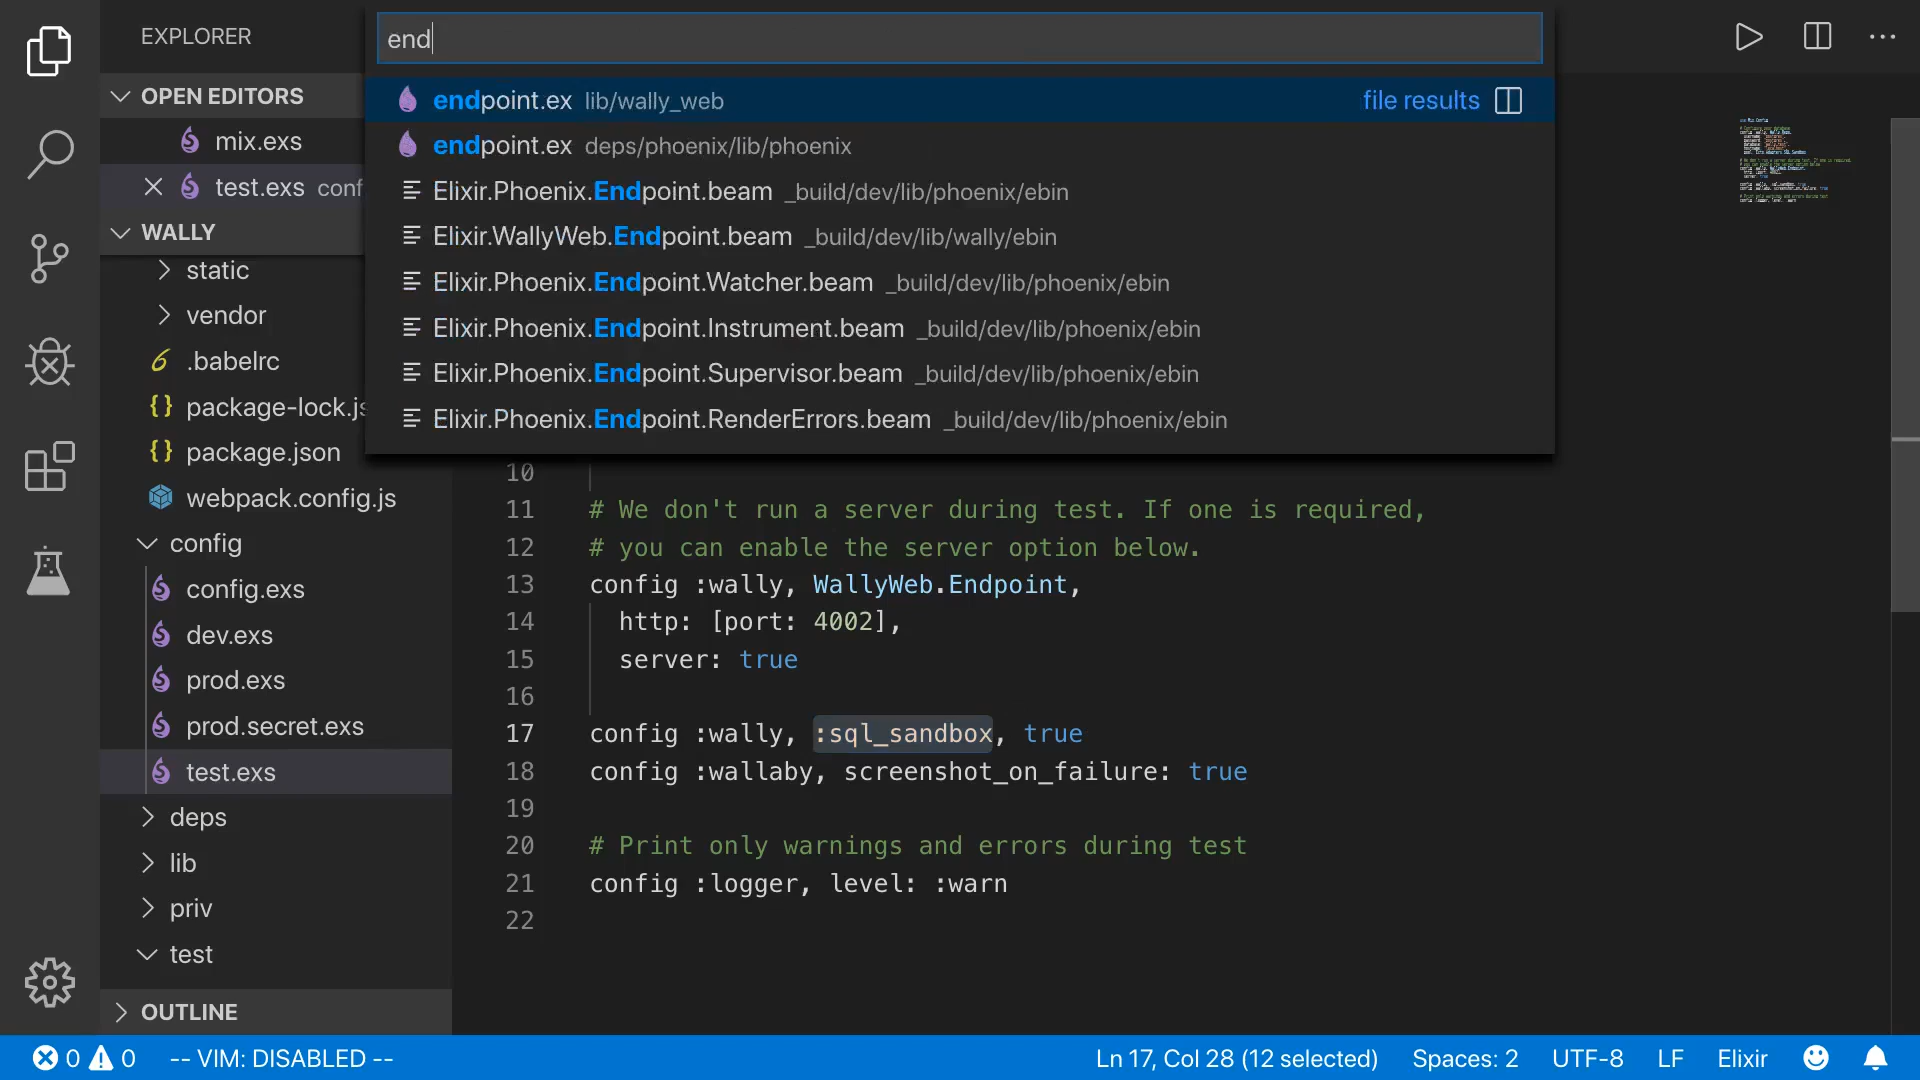 EXPLORER
end
OPEN EDITORS
mix.exs
test.exs conf
WALLY
static
vendor
.babelrc
package-lock.js
package.json
webpack.config.js
config
config.exs
dev.exs
prod.exs
prod.secret.exs
test.exs
deps
lib
priv
test
OUTLINE
endpoint.ex lib/wally_web file results
endpoint.ex deps/phoenix/lib/phoenix
Elixir.Phoenix.Endpoint.beam _build/dev/lib/phoenix/ebin
Elixir.WallyWeb.Endpoint.beam _build/dev/lib/wally/ebin
Elixir.Phoenix.Endpoint.Watcher.beam _build/dev/lib/phoenix/ebin
Elixir.Phoenix.Endpoint.Instrument.beam _build/dev/lib/phoenix/ebin
Elixir.Phoenix.Endpoint.Supervisor.beam _build/dev/lib/phoenix/ebin
Elixir.Phoenix.Endpoint.RenderErrors.beam _build/dev/lib/phoenix/ebin
10
11 # We don't run a server during test. If one is required,
12 # you can enable the server option below.
13 config :wally, WallyWeb.Endpoint,
14 http: [port: 4002],
15 server: true
16
17 config :wally, :sql_sandbox, true
18 config :wallaby, screenshot_on_failure: true
19
20 # Print only warnings and errors during test
21 config :logger, level: :warn
22
0 0 -- VIM: DISABLED -- Ln 17, Col 28 (12 selected) Spaces: 2 UTF-8 LF Elixir